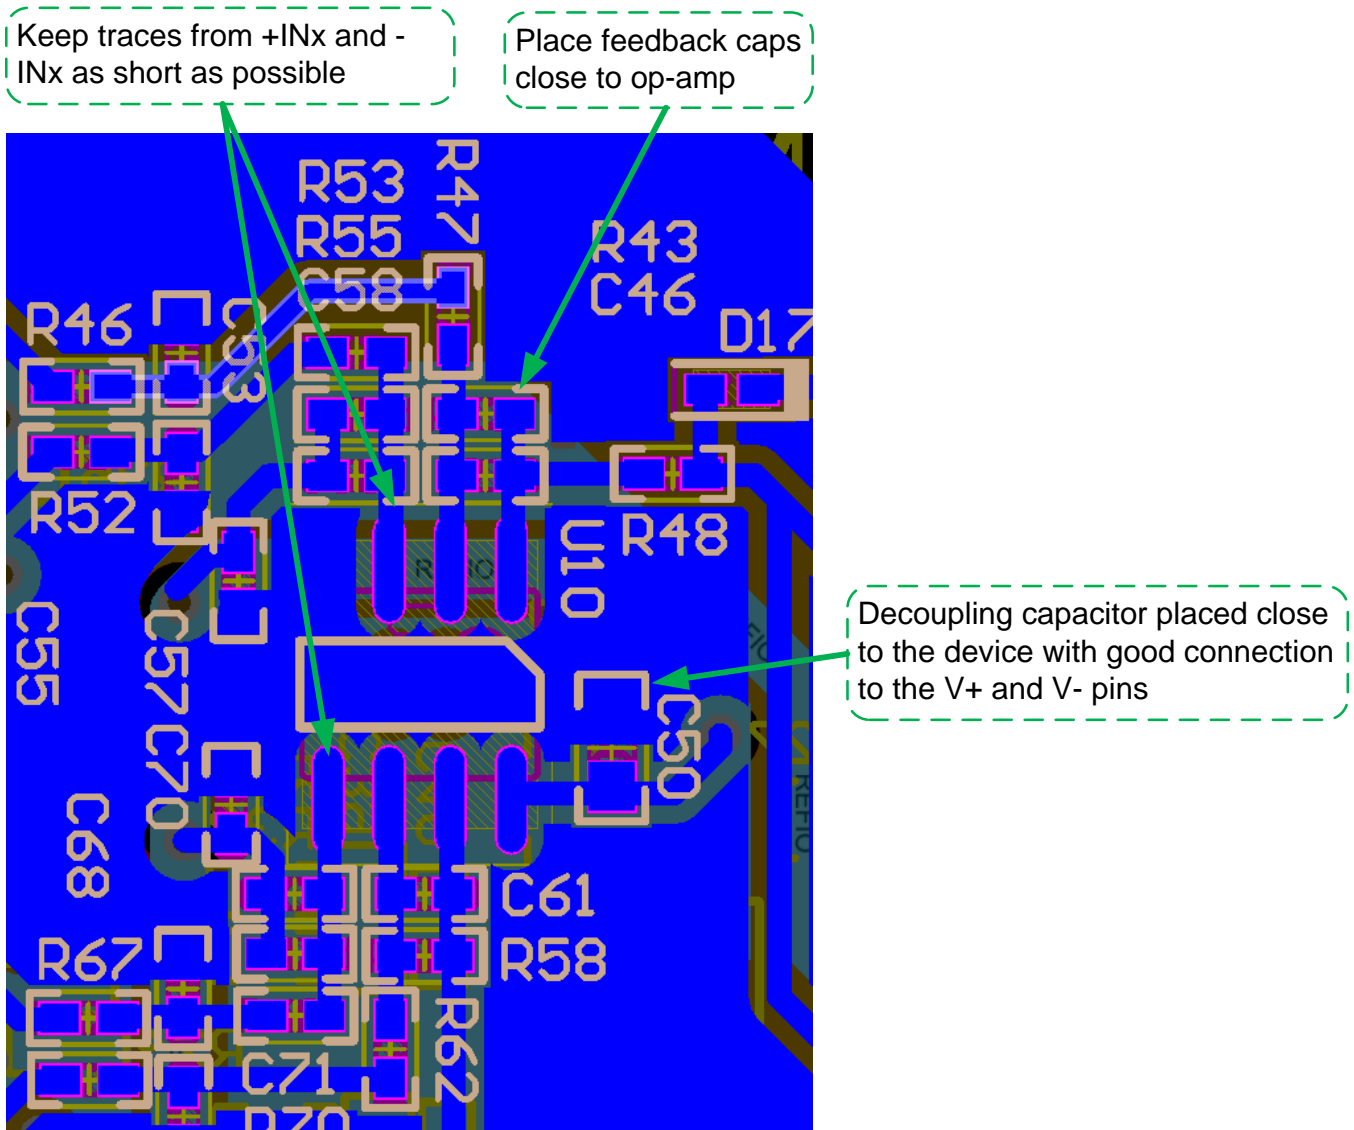 Keep traces from +INx and -
INx as short as possible
Place feedback caps
close to op-amp
R47
R53
R55
C58
R43
C46
R46
C53
D17
R52
U10
R48
C55
C57
Decoupling capacitor placed close
to the device with good connection
to the V+ and V- pins
C50
C70
C68
REFIO
C61
R67
R58
R62
C71
R70